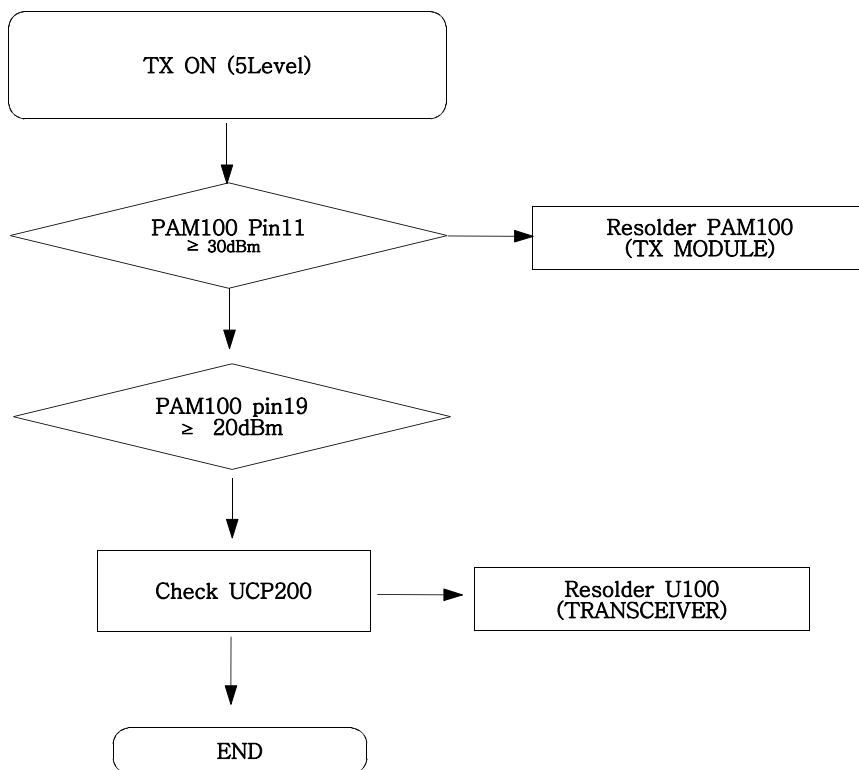 TX ON (5Level)
PAM100 Pin11
≥ 30dBm
Resolder PAM100
(TX MODULE)
PAM100 pin19
≥ 20dBm
Check UCP200
Resolder U100
(TRANSCEIVER)
END